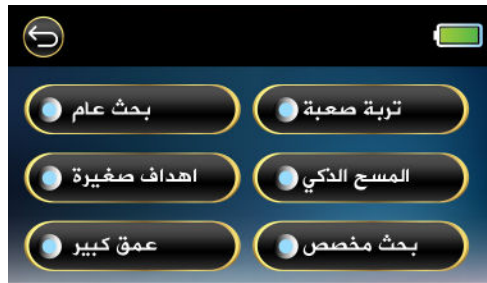 تربة صعبة
بحث عام
المسح الذكي
اهداف صغيرة
بحث مخصص
عمق كبير